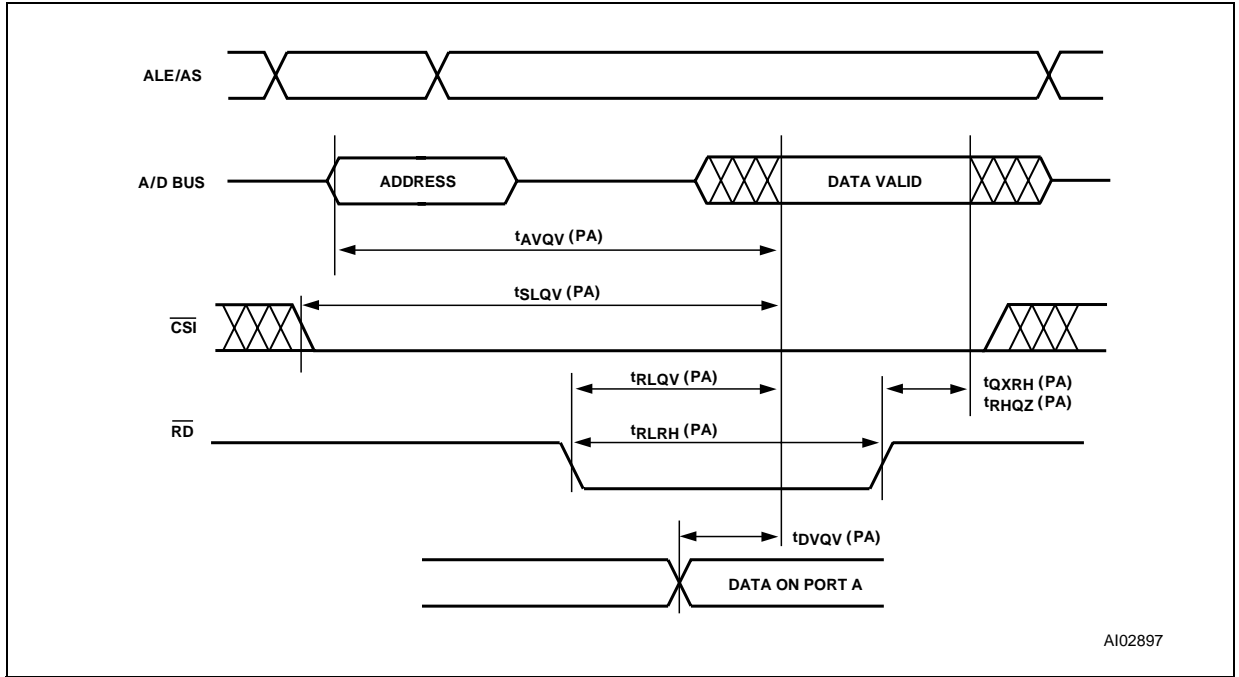 ALE/AS
A/D BUS
ADDRESS
DATA VALID
tAVQV (PA)
tSLQV (PA)
CSI
tRLQV (PA)
tQXRH (PA)
tRHQZ (PA)
RD
tRLRH (PA)
tDVQV (PA)
DATA ON PORT A
AI02897